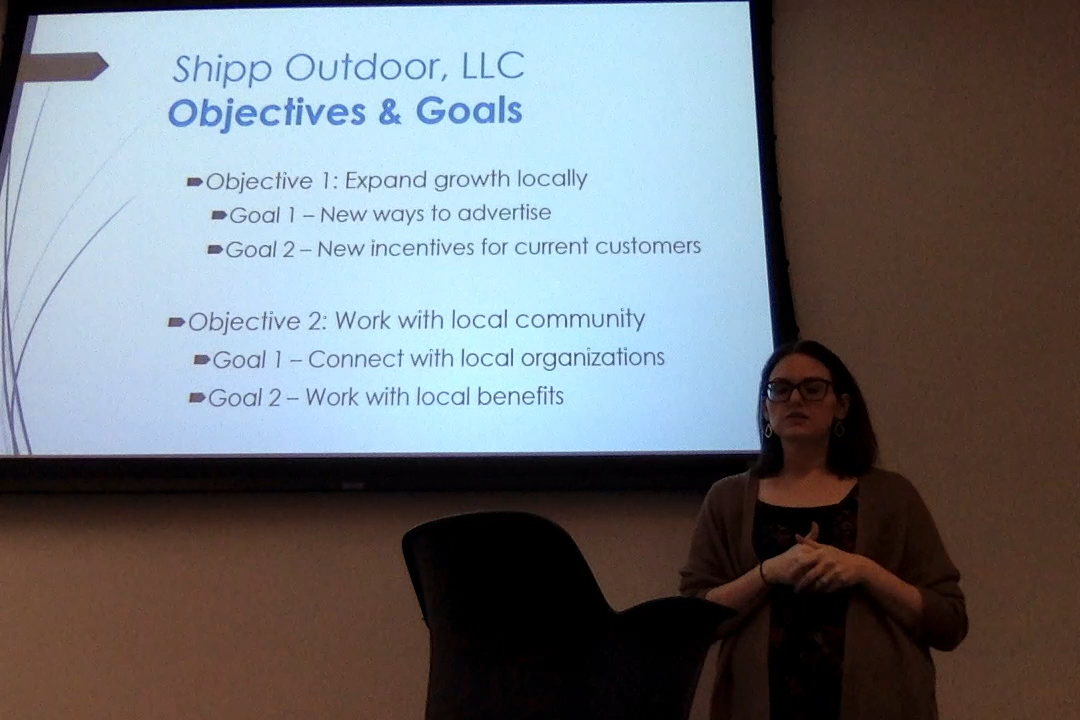 Shipp Outdoor, LLC
Objectives & Goals
Objective 1: Expand growth locally
Goal 1 – New ways to advertise
Goal 2 – New incentives for current customers
Objective 2: Work with local community
Goal 1 – Connect with local organizations
Goal 2 – Work with local benefits